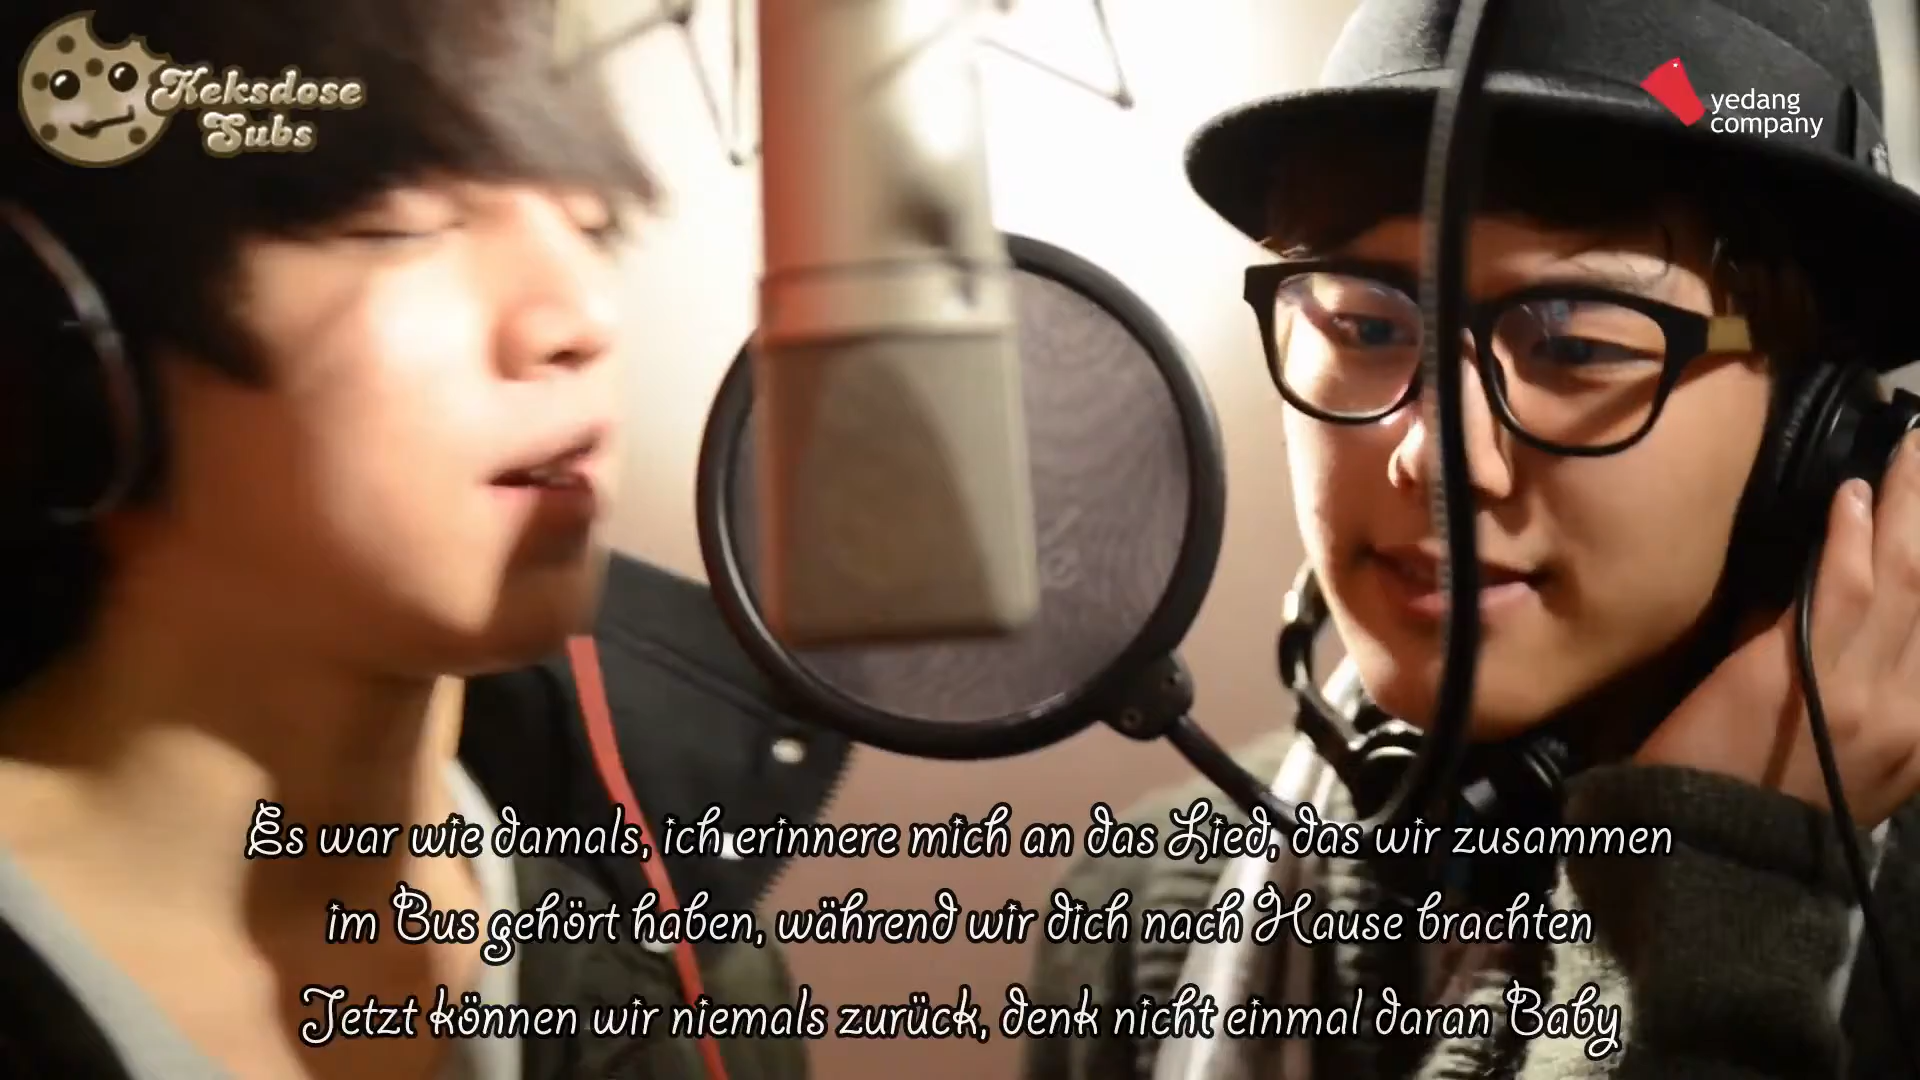 Keksdose
Subs
yedang
company
Es war wie damals, ich erinnere mich an das Lied, das wir zusammen
im Bus gehört haben, während wir dich nach Hause brachten
Jetzt können wir niemals zurück, denk nicht einmal daran Baby